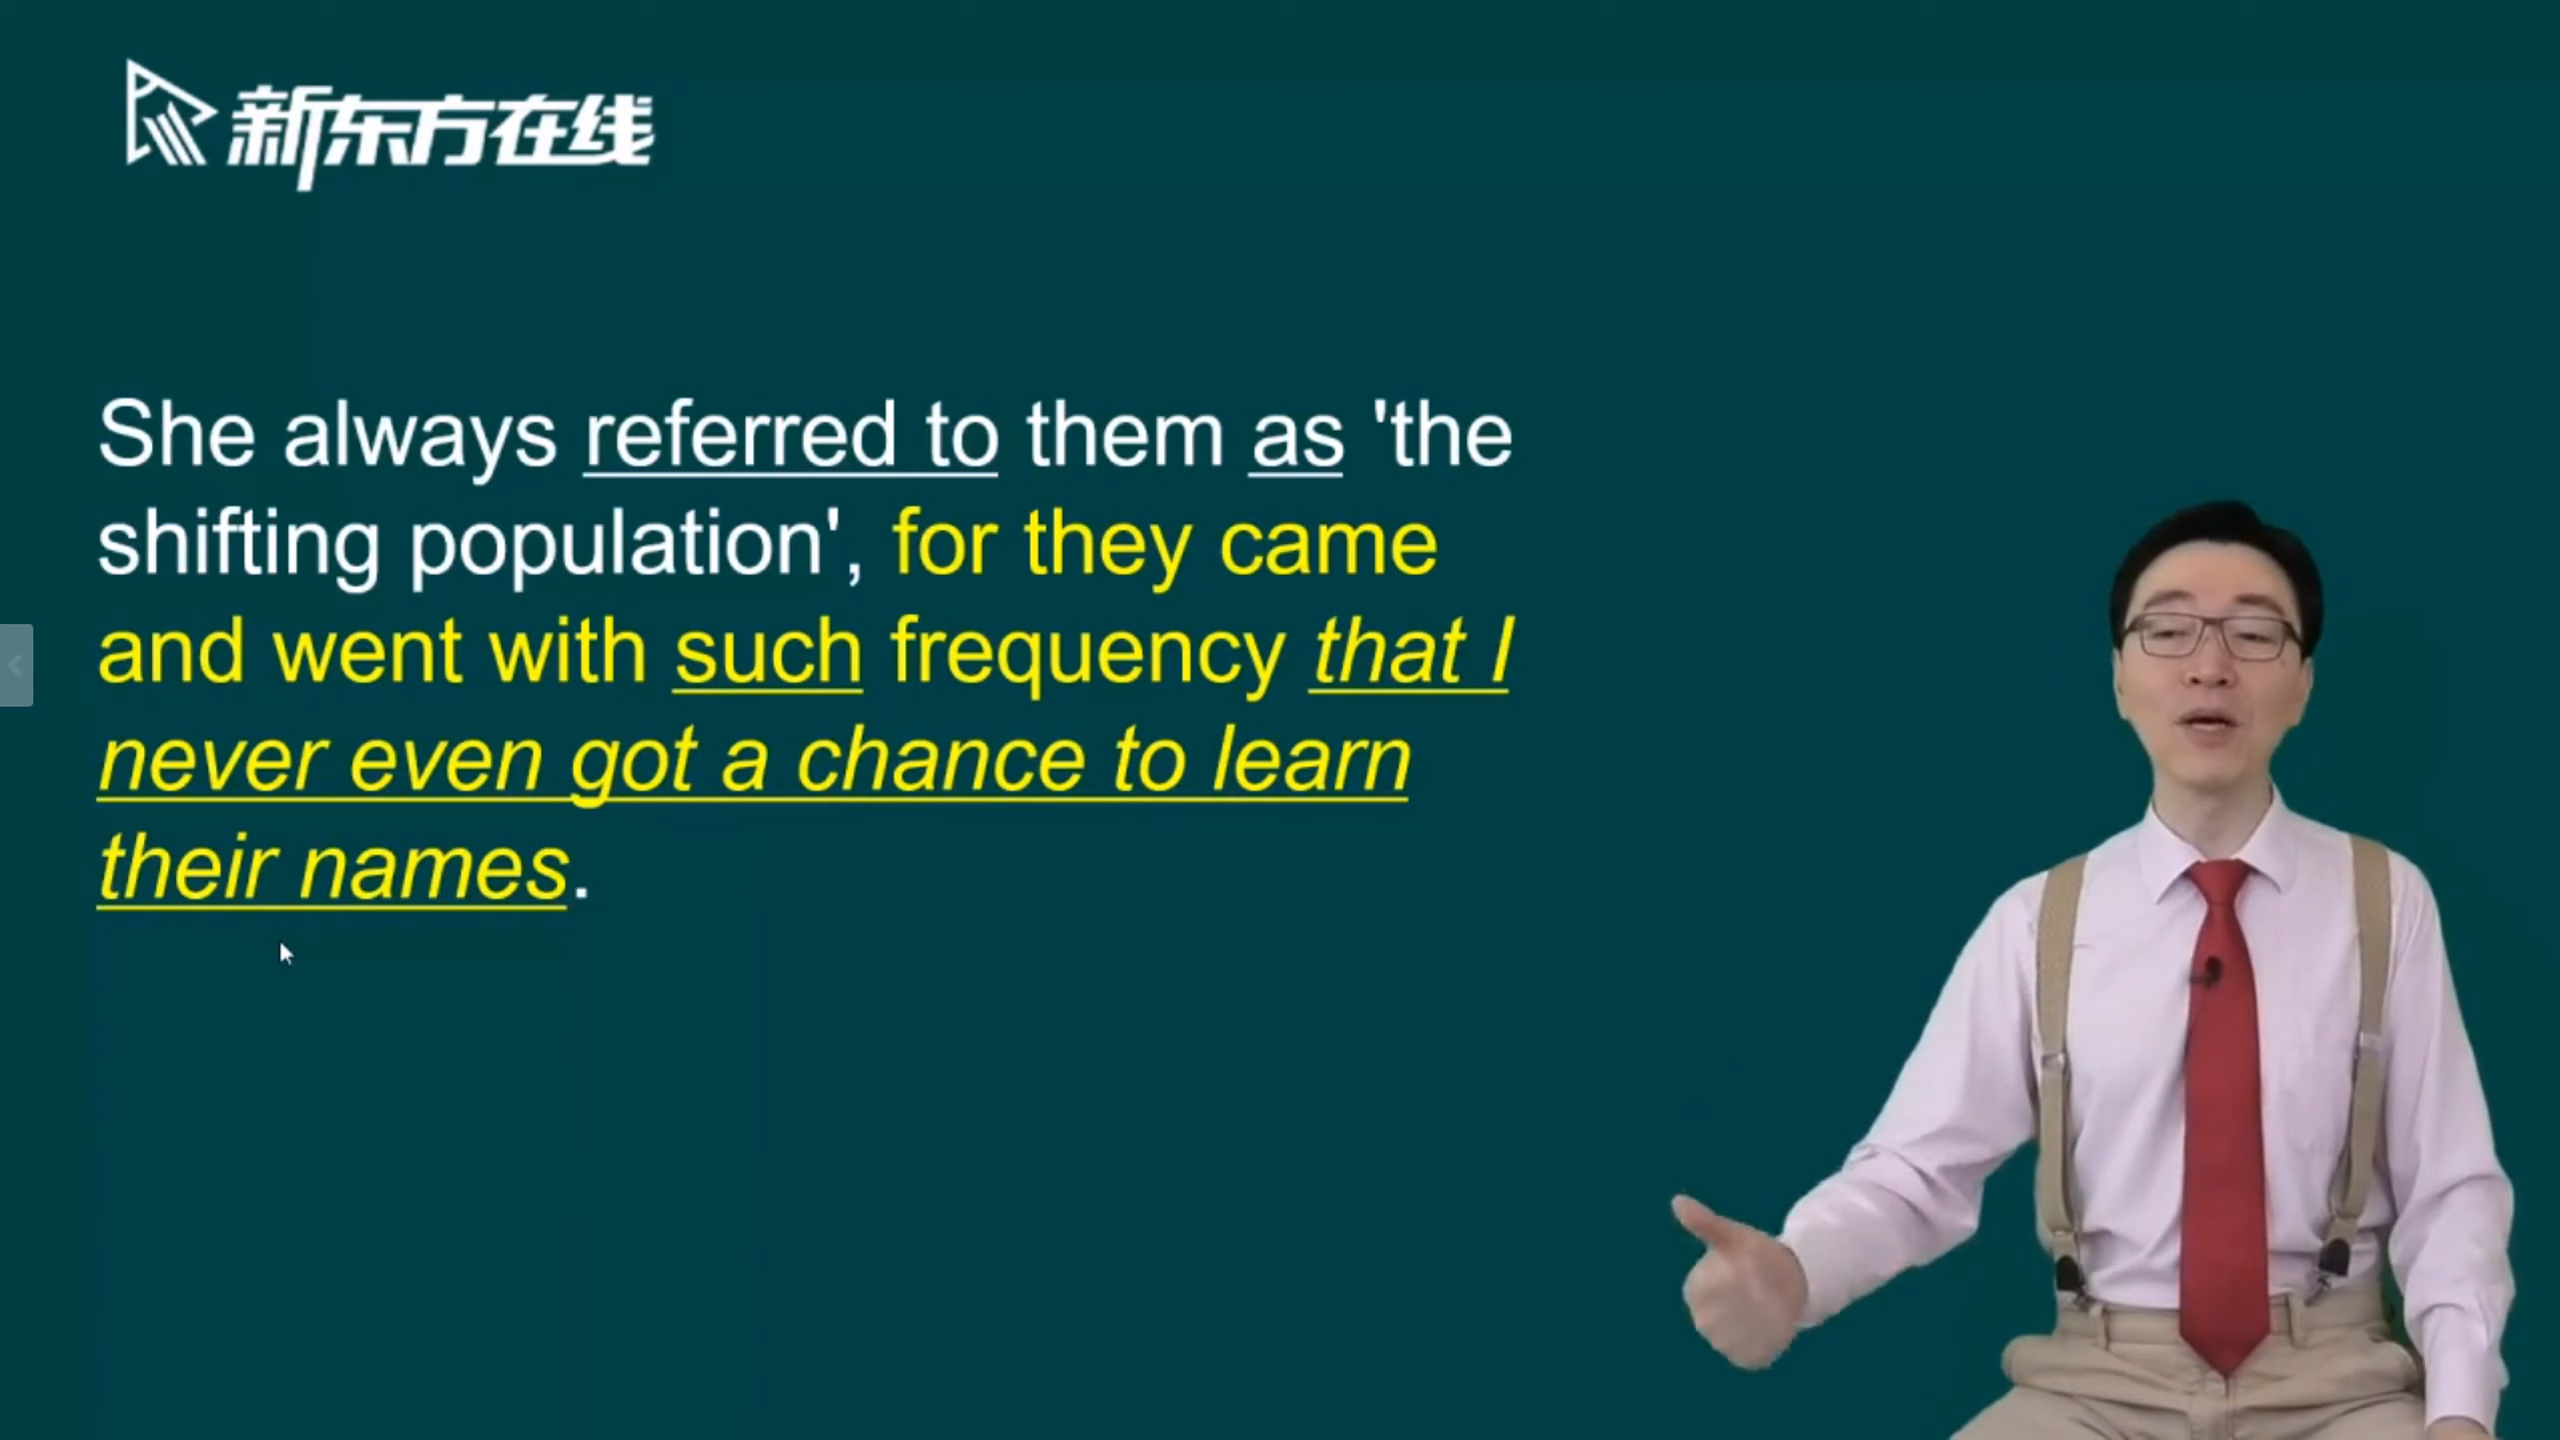 新东方在线
She always referred to them as 'the
shifting population', for they came
and went with such frequency that I
never even got a chance to learn
their names.